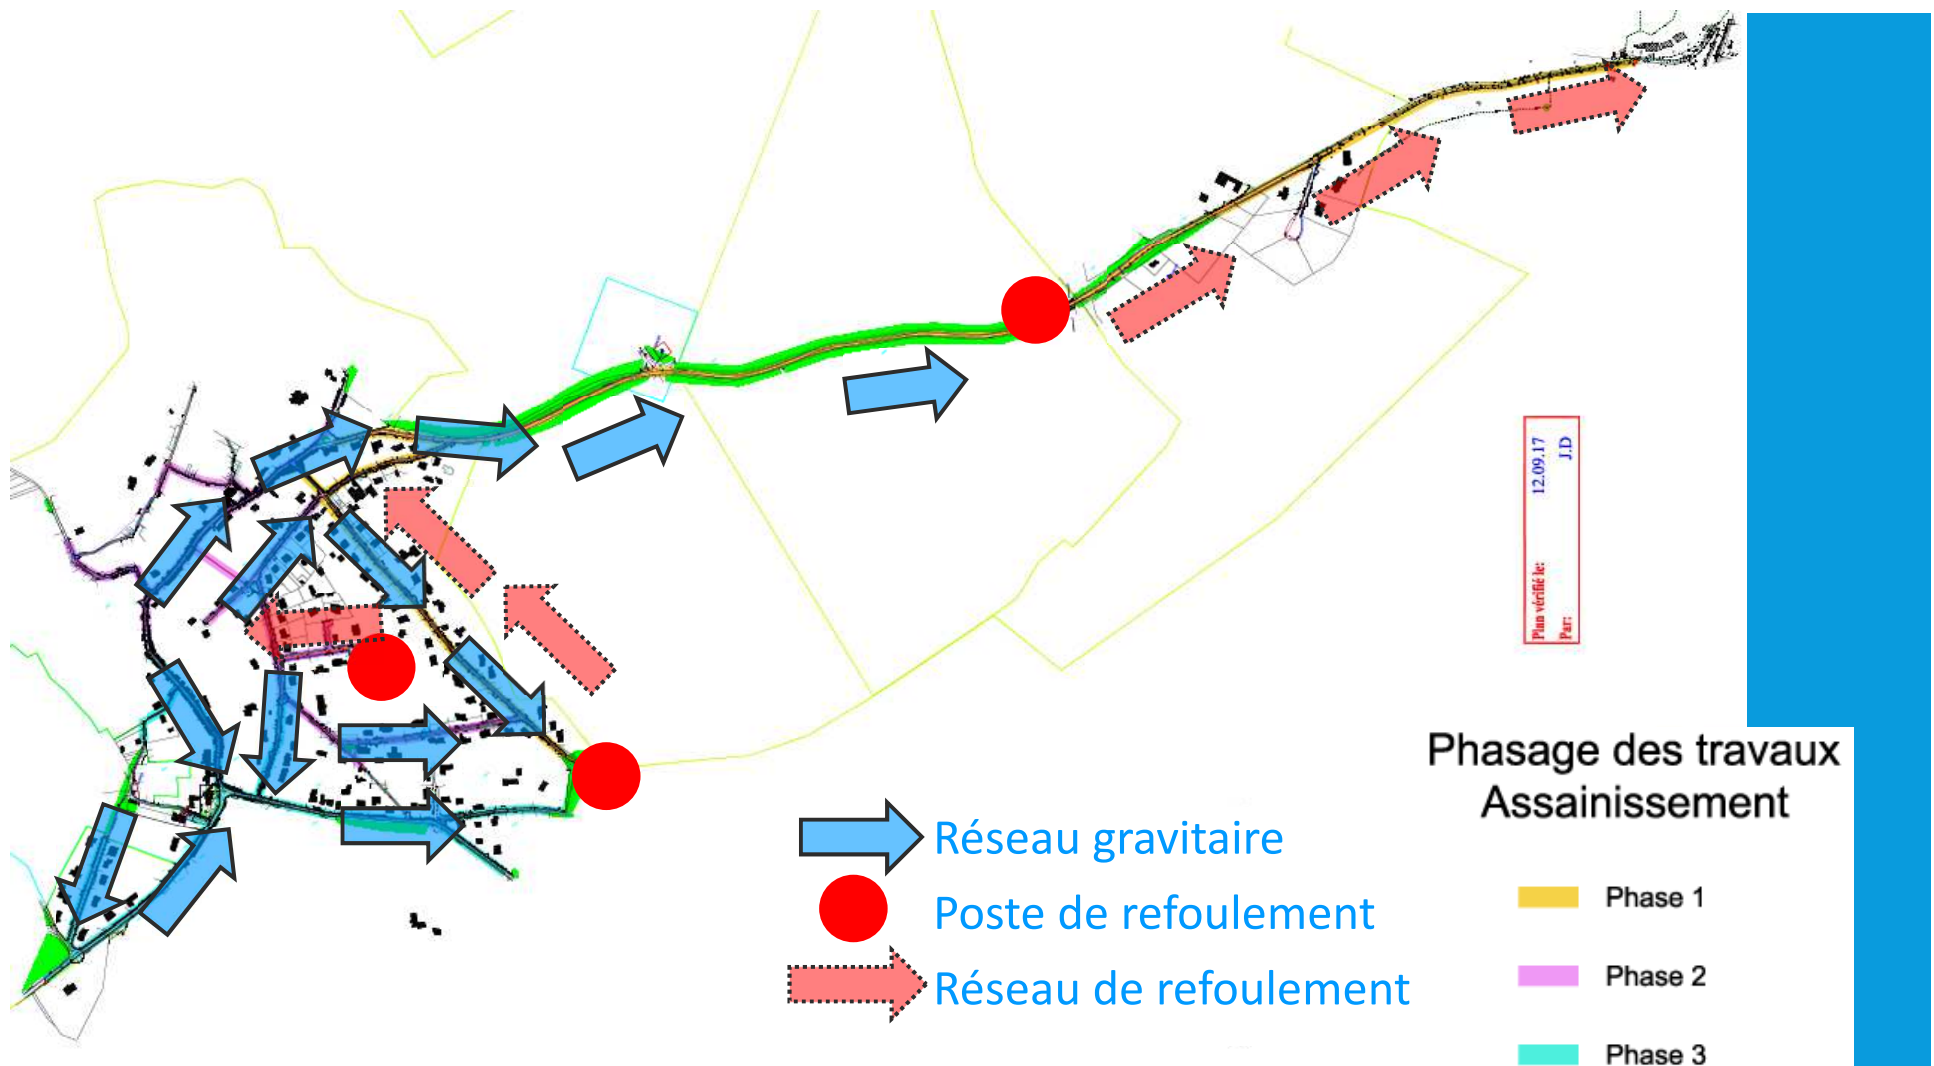 Plan vérifié le: 12.09.17
Par: J.D
Phasage des travaux
Assainissement
Réseau gravitaire
Poste de refoulement
Réseau de refoulement
Phase 1
Phase 2
Phase 3